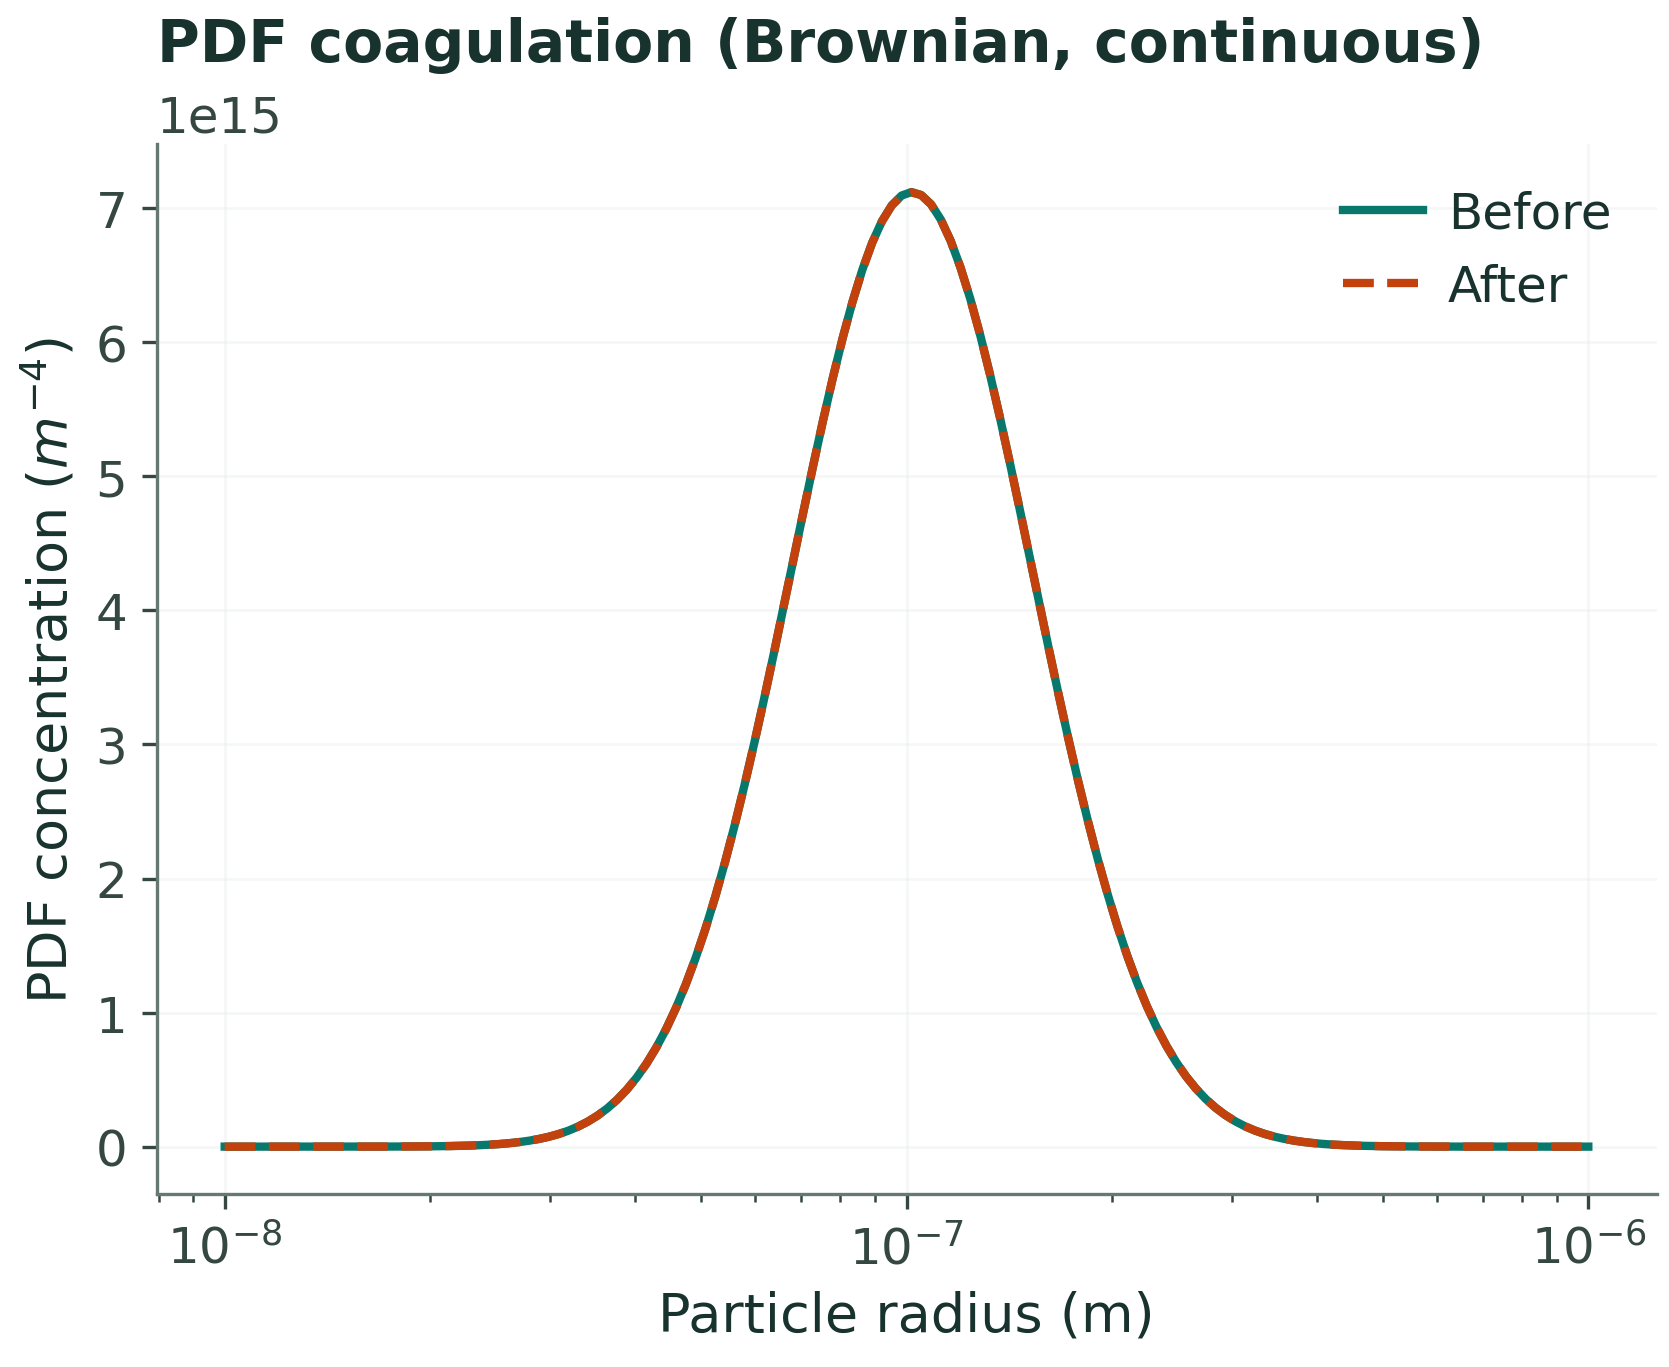 PDF coagulation (Brownian, continuous)
1e15
7
6
5
4
3
2
1
0
PDF concentration (m⁻⁴)
Before
After
10⁻⁸
10⁻⁷
10⁻⁶
Particle radius (m)